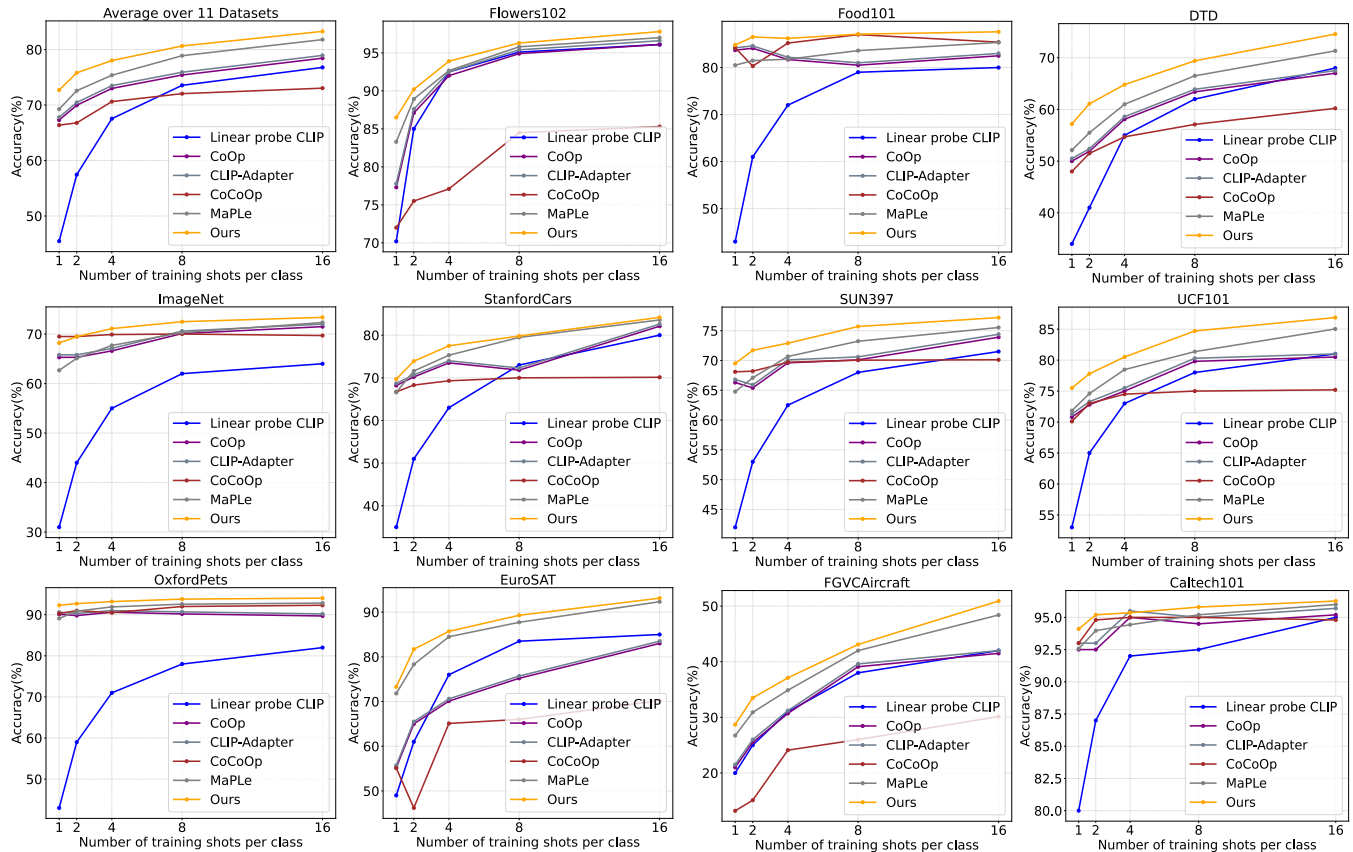 Average over 11 Datasets
Accuracy(%)
80
70
60
50
1 2 4 8 16
Number of training shots per class
Linear probe CLIP
CoOp
CLIP-Adapter
CoCoOp
MaPLe
Ours
Flowers102
Accuracy(%)
95
90
85
80
75
70
1 2 4 8 16
Number of training shots per class
Linear probe CLIP
CoOp
CLIP-Adapter
CoCoOp
MaPLe
Ours
Food101
Accuracy(%)
80
70
60
50
1 2 4 8 16
Number of training shots per class
Linear probe CLIP
CoOp
CLIP-Adapter
CoCoOp
MaPLe
Ours
DTD
Accuracy(%)
70
60
50
40
1 2 4 8 16
Number of training shots per class
Linear probe CLIP
CoOp
CLIP-Adapter
CoCoOp
MaPLe
Ours
ImageNet
Accuracy(%)
70
60
50
40
30
1 2 4 8 16
Number of training shots per class
Linear probe CLIP
CoOp
CLIP-Adapter
CoCoOp
MaPLe
Ours
StanfordCars
Accuracy(%)
80
70
60
50
40
1 2 4 8 16
Number of training shots per class
Linear probe CLIP
CoOp
CLIP-Adapter
CoCoOp
MaPLe
Ours
SUN397
Accuracy(%)
75
70
65
60
55
50
45
1 2 4 8 16
Number of training shots per class
Linear probe CLIP
CoOp
CLIP-Adapter
CoCoOp
MaPLe
Ours
UCF101
Accuracy(%)
85
80
75
70
65
60
55
1 2 4 8 16
Number of training shots per class
Linear probe CLIP
CoOp
CLIP-Adapter
CoCoOp
MaPLe
Ours
OxfordPets
Accuracy(%)
90
80
70
60
50
1 2 4 8 16
Number of training shots per class
Linear probe CLIP
CoOp
CLIP-Adapter
CoCoOp
MaPLe
Ours
EuroSAT
Accuracy(%)
90
80
70
60
50
1 2 4 8 16
Number of training shots per class
Linear probe CLIP
CoOp
CLIP-Adapter
CoCoOp
MaPLe
Ours
FGVCAircraft
Accuracy(%)
50
40
30
20
1 2 4 8 16
Number of training shots per class
Linear probe CLIP
CoOp
CLIP-Adapter
CoCoOp
MaPLe
Ours
Caltech101
Accuracy(%)
95.0
92.5
90.0
87.5
85.0
82.5
80.0
1 2 4 8 16
Number of training shots per class
Linear probe CLIP
CoOp
CLIP-Adapter
CoCoOp
MaPLe
Ours